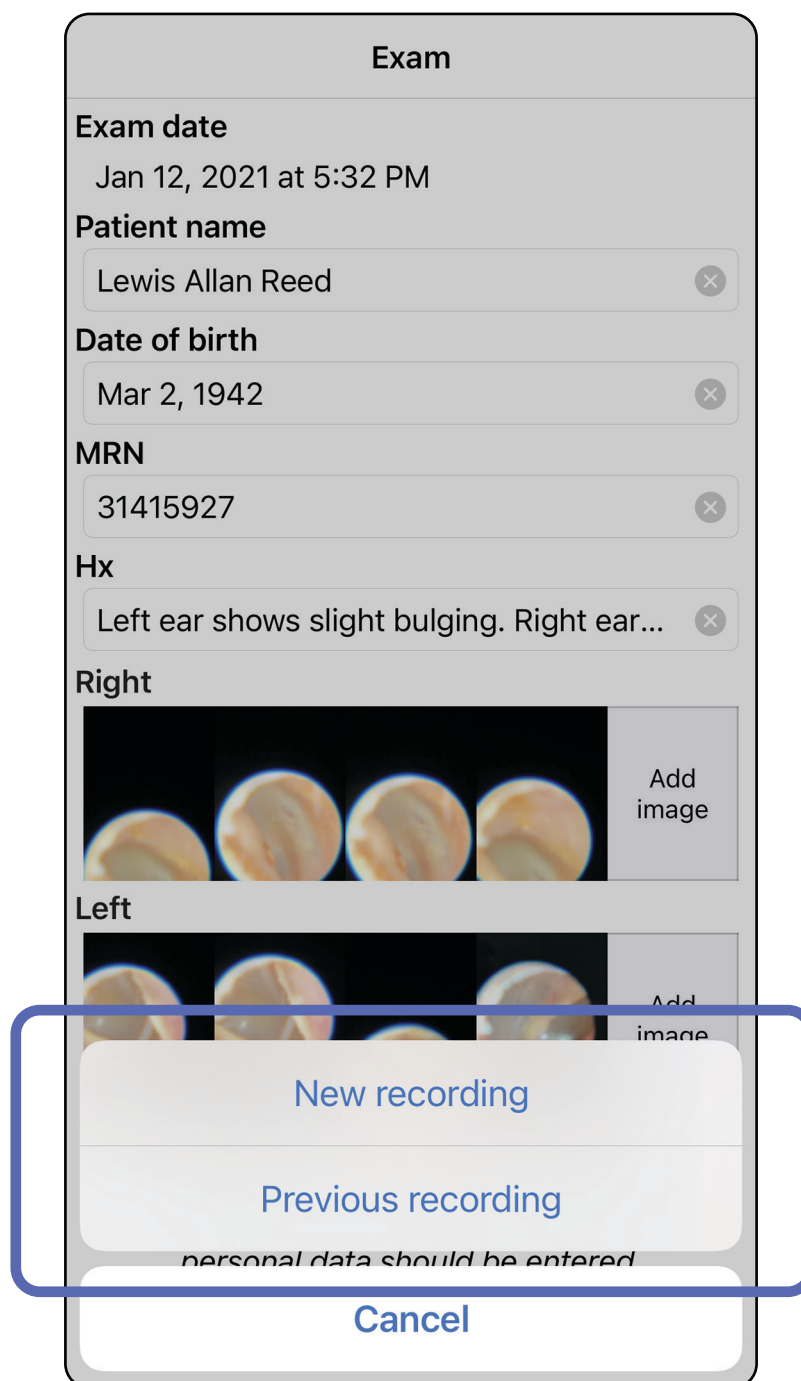 Exam
Exam date
Jan 12, 2021 at 5:32 PM
Patient name
Lewis Allan Reed
Date of birth
Mar 2, 1942
MRN
31415927
Hx
Left ear shows slight bulging. Right ear...
Right
Add
image
Left
Add
image
New recording
Previous recording
personal data should be entered
Cancel